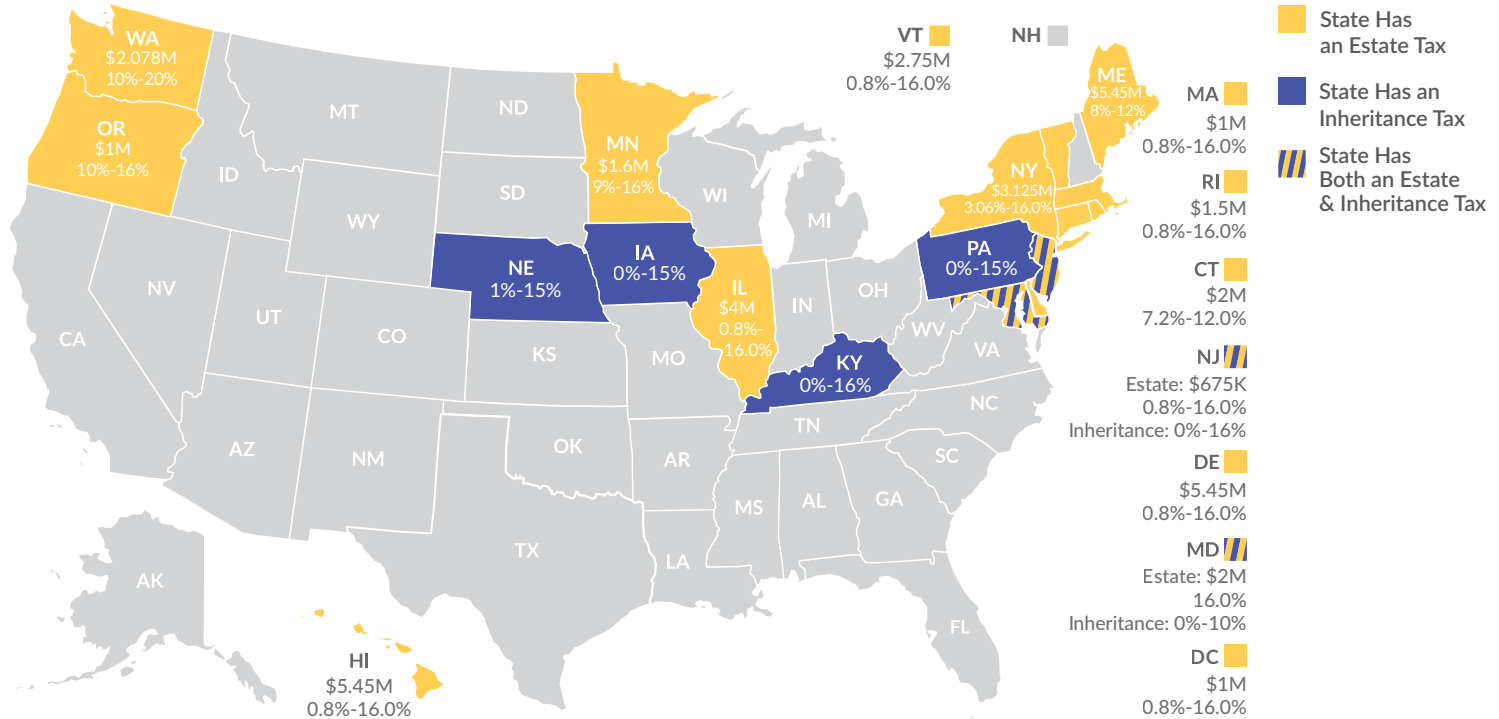 WA
$2.078M
10%-20%
OR
$1M
10%-16%
MT
ID
ND
SD
WY
MN
$1.6M
9%-16%
WI
MI
VT
$2.75M
0.8%-16.0%
NH
ME
$5.45M
8%-12%
NY
$3.125M
3.06%-16.0%
CA
NV
UT
CO
NE
1%-15%
IA
0%-15%
IL
$4M
0.8%-
16.0%
IN
OH
PA
0%-15%
KS
MO
KY
0%-16%
WV
VA
AZ
NM
OK
AR
TN
NC
SC
TX
LA
MS
AL
GA
FL
AK
HI
$5.45M
0.8%-16.0%
MA
$1M
0.8%-16.0%
RI
$1.5M
0.8%-16.0%
CT
$2M
7.2%-12.0%
NJ
Estate: $675K
0.8%-16.0%
Inheritance: 0%-16%
DE
$5.45M
0.8%-16.0%
MD
Estate: $2M
16.0%
Inheritance: 0%-10%
DC
$1M
0.8%-16.0%
State Has
an Estate Tax
State Has an
Inheritance Tax
State Has
Both an Estate
& Inheritance Tax